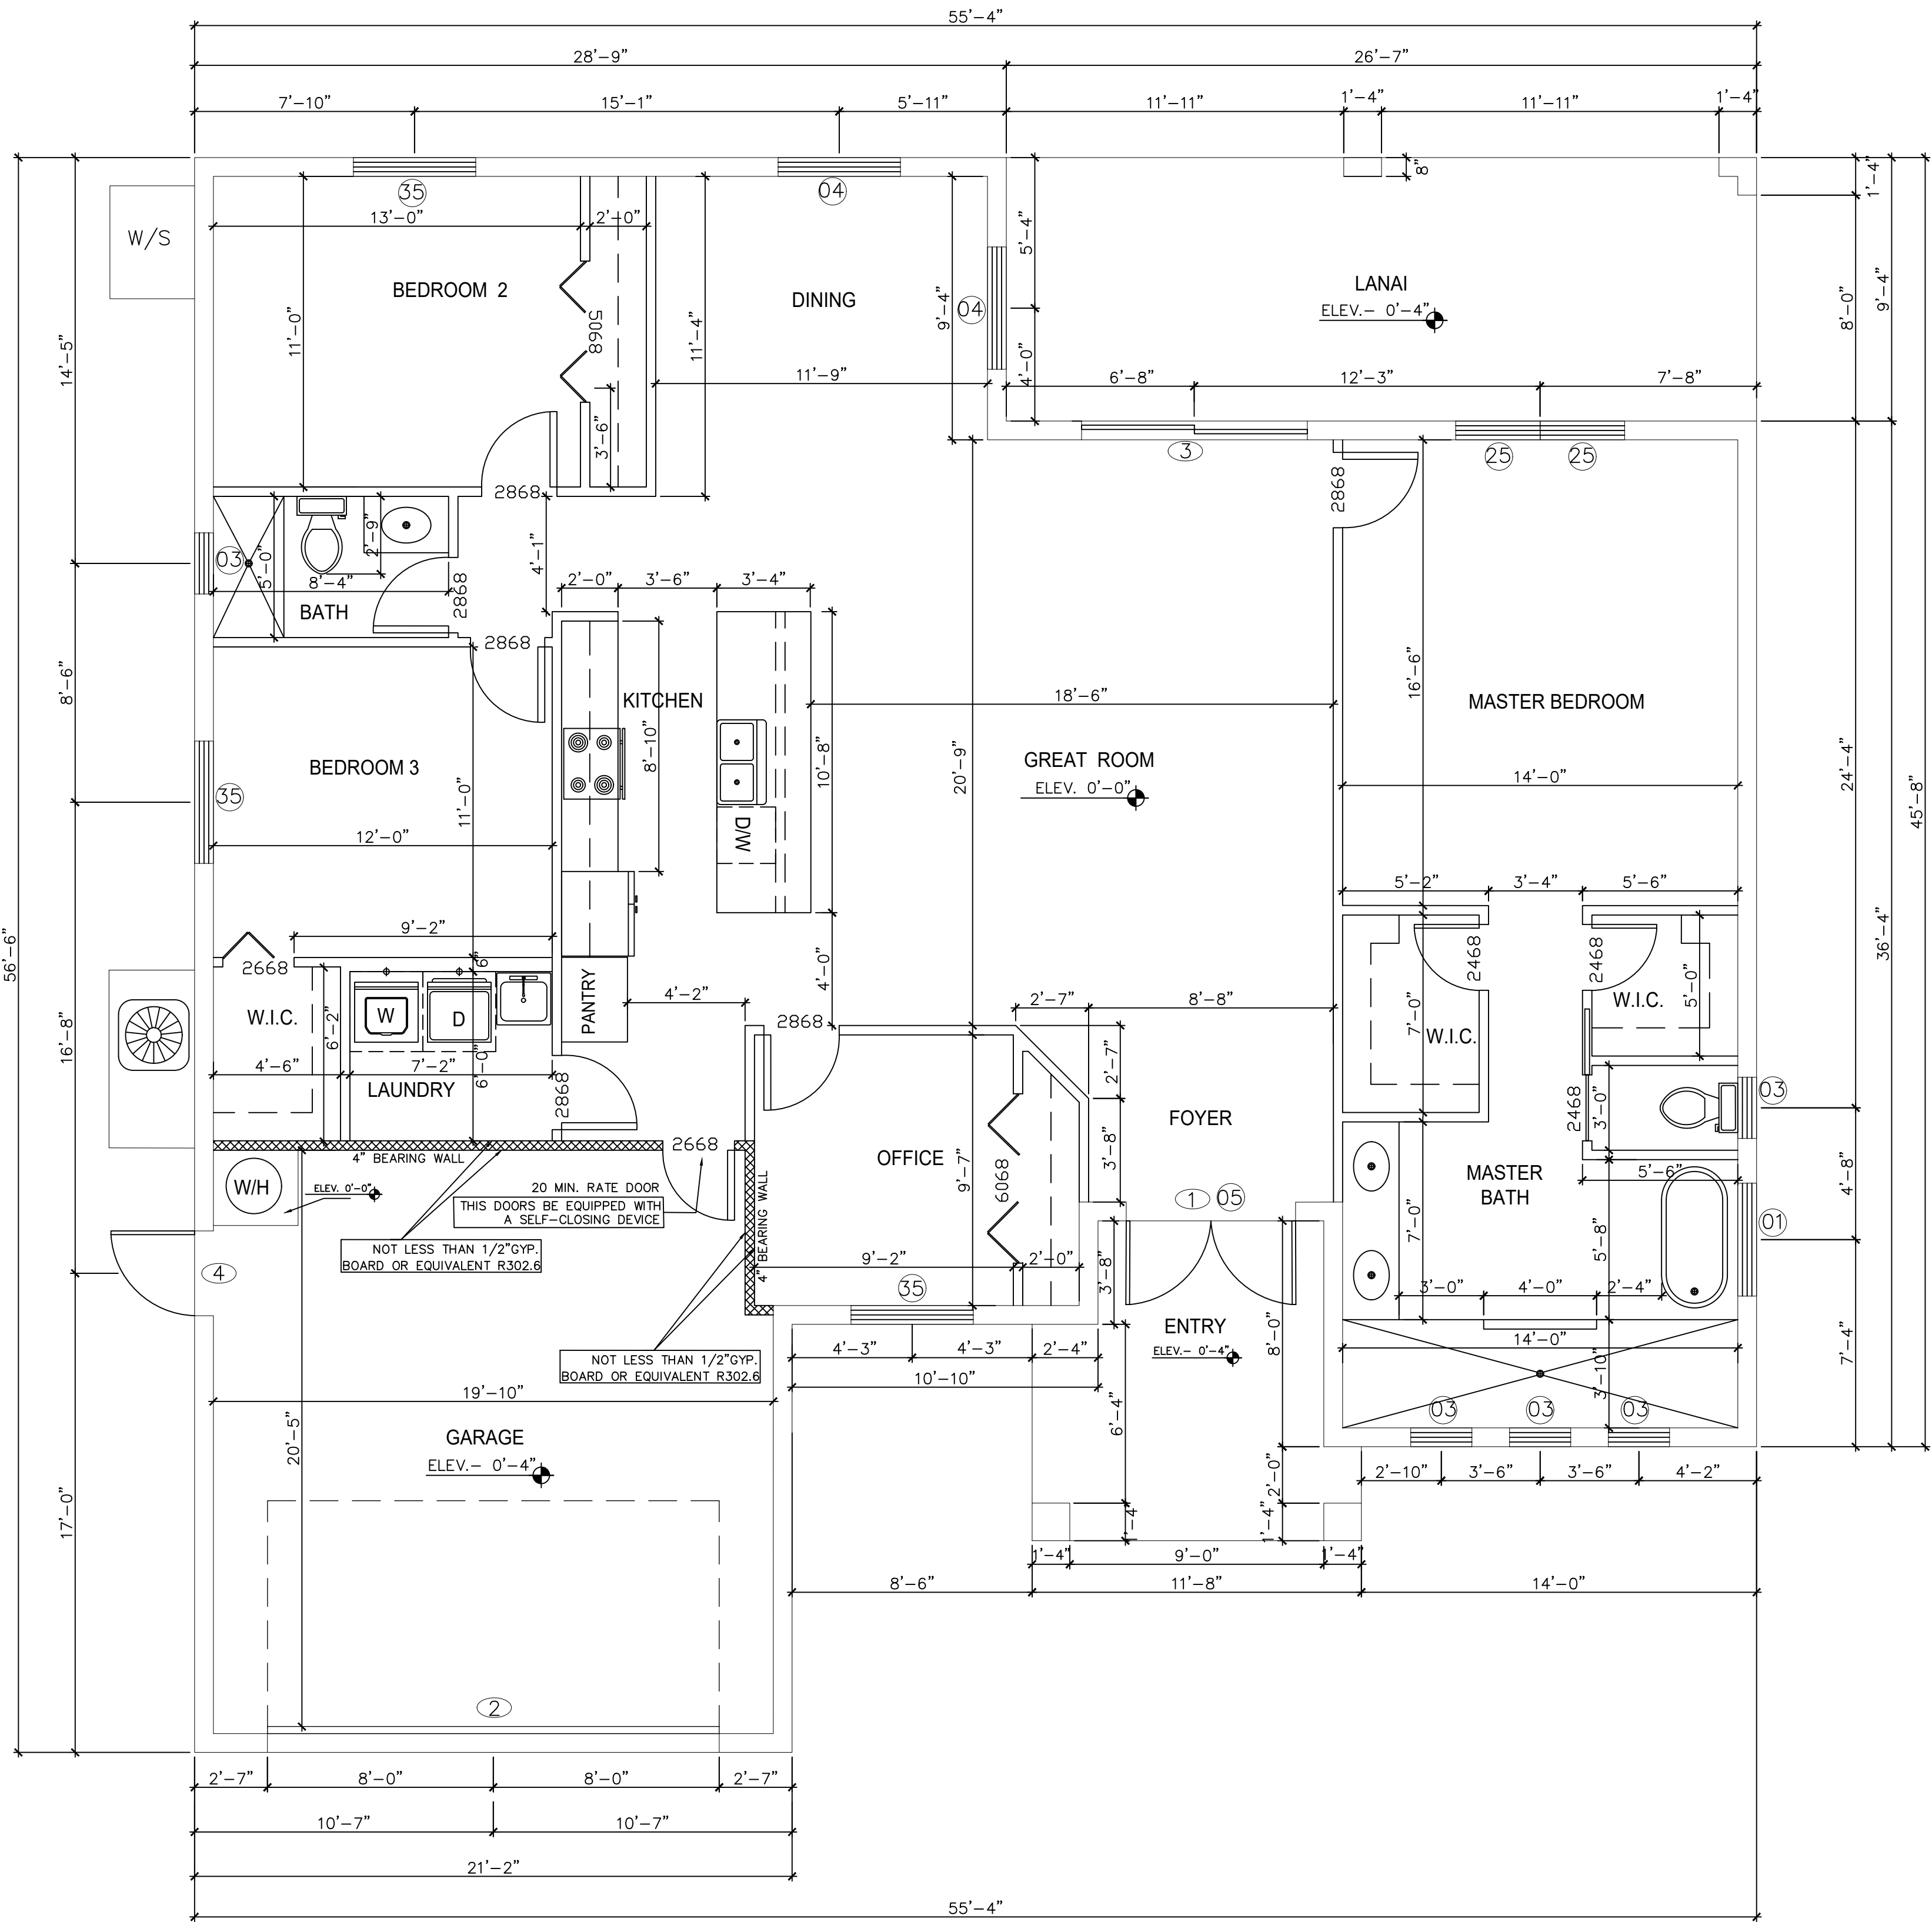 55'-4"
28'-9" 26'-7"
7'-10" 15'-1" 5'-11" 11'-11" 1'-4" 11'-11" 1'-4"
35 04 8" 1'-4"
W/S 13'-0" 2'-0" 5'-4"
BEDROOM 2 DINING LANAI
ELEV.- 0'-4"
11'-0" 5068 11'-4" 9'-4" 04 8'-0" 9'-4"
14'-5" 11'-9" 4'-0" 6'-8" 12'-3" 7'-8"
3'-6" 3 25 25
2868 2868
03 5'-0" 2'-9" 4'-1"
8'-4" 2868 2'-0" 3'-6" 3'-4"
BATH
2868
8'-6" 16'-6"
KITCHEN 18'-6" MASTER BEDROOM
8'-10" 10'-8" 20'-9" GREAT ROOM
BEDROOM 3 14'-0" 24'-4"
35 11'-0" ELEV. 0'-0" 45'-8"
12'-0" D/W
5'-2" 3'-4" 5'-6"
9'-2" 36'-4"
56'-6" 2668 6" 4'-0" 2468 2468
W.I.C. 6'-2" W D PANTRY 4'-2" 2'-7" 8'-8" 7'-0" W.I.C. 5'-0"
16'-8" 2868 W.I.C.
4'-6" 7'-2" 6'-0" 2'-7"
LAUNDRY 2868 FOYER 2468 3'-0" 03
2668 3'-8"
4" BEARING WALL OFFICE 9'-7" 6068
W/H ELEV. 0'-0" 20 MIN. RATE DOOR 4" BEARING WALL MASTER 5'-6" 4'-8"
THIS DOORS BE EQUIPPED WITH BATH
A SELF-CLOSING DEVICE 1 05 01
NOT LESS THAN 1/2"GYP. 7'-0" 5'-8"
BOARD OR EQUIVALENT R302.6
4 9'-2" 2'-0" 3'-8"
35 3'-0" 4'-0" 2'-4"
ENTRY 8'-0" 14'-0" 7'-4"
4'-3" 4'-3" 2'-4" ELEV.- 0'-4"
NOT LESS THAN 1/2"GYP.
BOARD OR EQUIVALENT R302.6
10'-10" 3'-10"
19'-10" 6'-4" 03 03 03
20'-5" GARAGE
ELEV.- 0'-4" 2'-0" 2'-10" 3'-6" 3'-6" 4'-2"
17'-0" 1'-4" 1'-4"
1'-4" 9'-0" 1'-4"
8'-6" 11'-8" 14'-0"
2
2'-7" 8'-0" 8'-0" 2'-7"
10'-7" 10'-7"
21'-2"
55'-4"